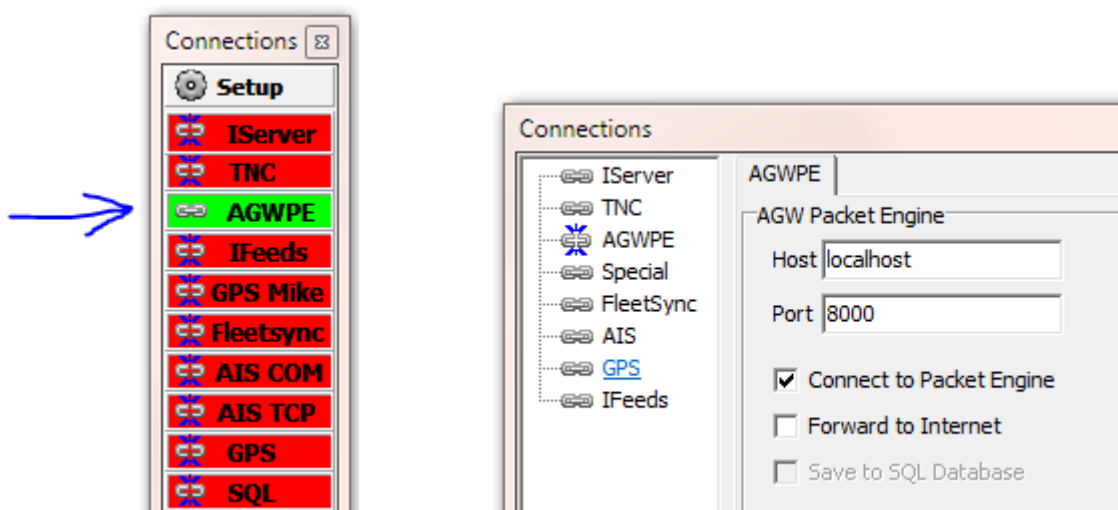 Connections
Setup
IServer
TNC
AGWPE
IFeeds
GPS Mike
Fleetsync
AIS COM
AIS TCP
GPS
SQL
Connections
IServer
TNC
AGWPE
Special
FleetSync
AIS
GPS
IFeeds
AGWPE
AGW Packet Engine
Host localhost
Port 8000
Connect to Packet Engine
Forward to Internet
Save to SQL Database